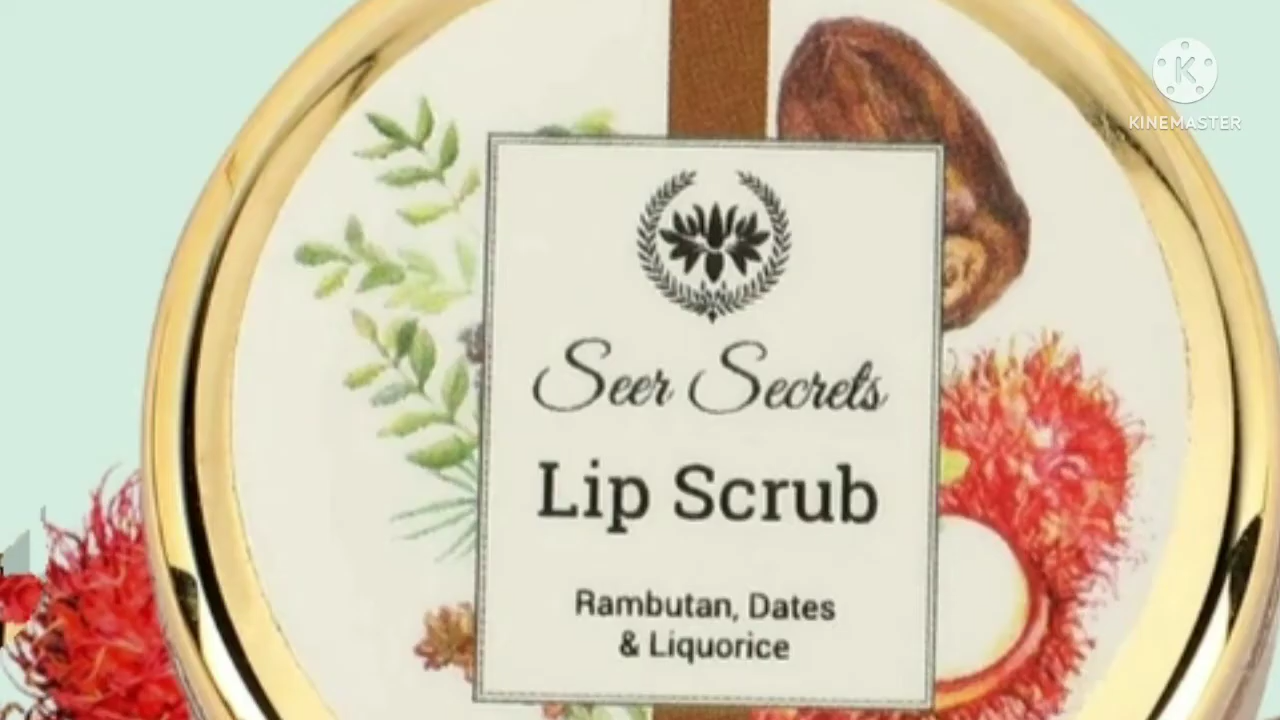 KINEMASTER
Seer Secrets
Lip Scrub
Rambutan, Dates
& Liquorice